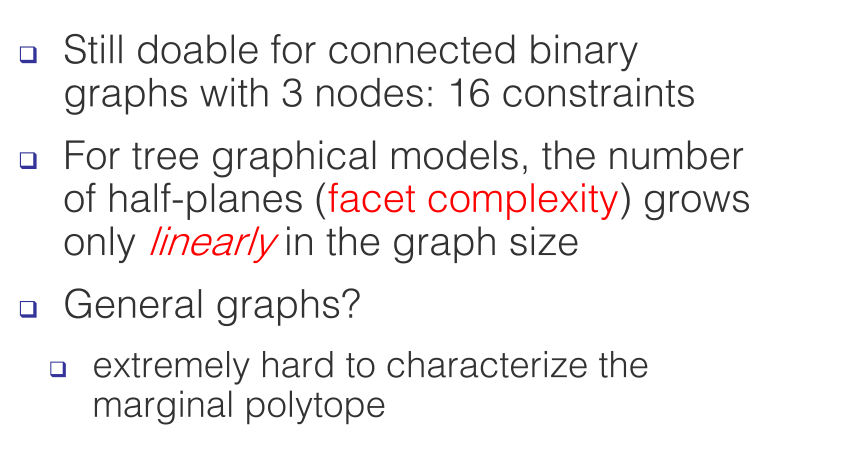 Still doable for connected binary
graphs with 3 nodes: 16 constraints
For tree graphical models, the number
of half-planes (facet complexity) grows
only linearly in the graph size
General graphs?
extremely hard to characterize the
marginal polytope